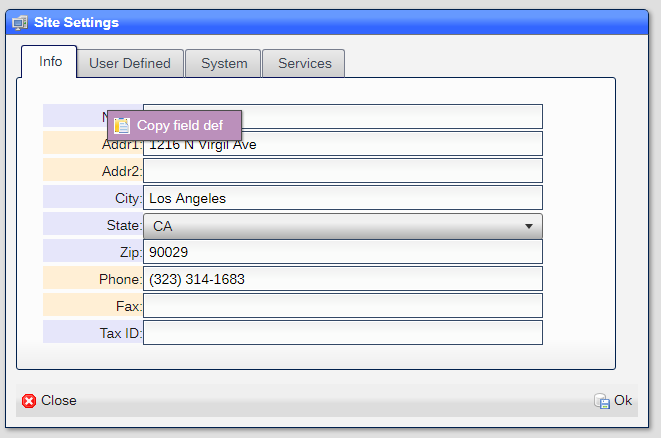 Site Settings
Info User Defined System Services
Copy field def
Addr1: 1216 N Virgil Ave
Addr2:
City: Los Angeles
State: CA
Zip: 90029
Phone: (323) 314-1683
Fax:
Tax ID:
Close Ok